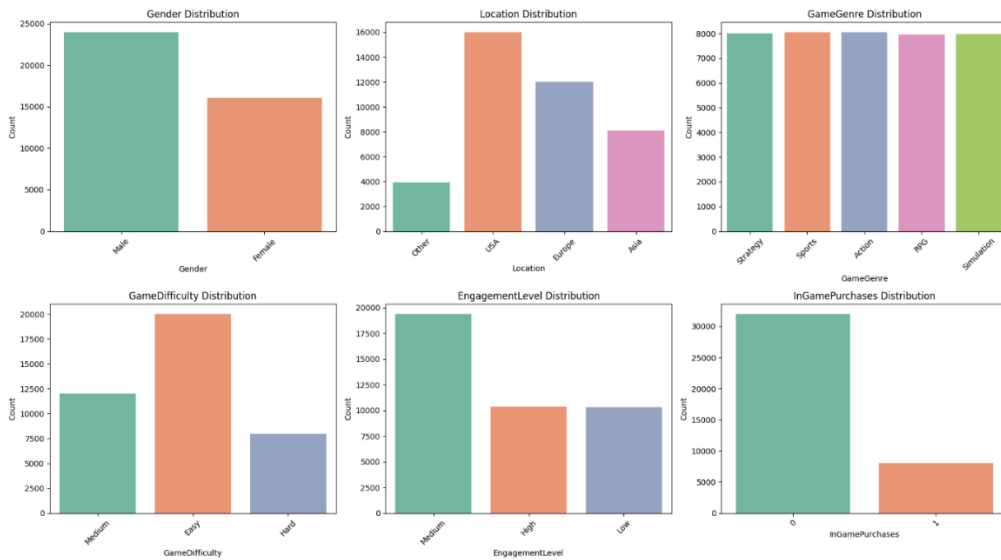 Gender Distribution
25000
20000
15000
10000
5000
0
Count
Male
Female
Gender
Location Distribution
16000
14000
12000
10000
8000
6000
4000
2000
0
Count
Other
USA
Europe
Asia
Location
GameGenre Distribution
8000
7000
6000
5000
4000
3000
2000
1000
0
Count
Strategy
Sports
Action
RPG
Simulation
GameGenre
GameDifficulty Distribution
20000
17500
15000
12500
10000
7500
5000
2500
0
Count
Medium
Easy
Hard
GameDifficulty
EngagementLevel Distribution
20000
17500
15000
12500
10000
7500
5000
2500
0
Count
Medium
High
Low
EngagementLevel
InGamePurchases Distribution
30000
25000
20000
15000
10000
5000
0
Count
0
1
InGamePurchases